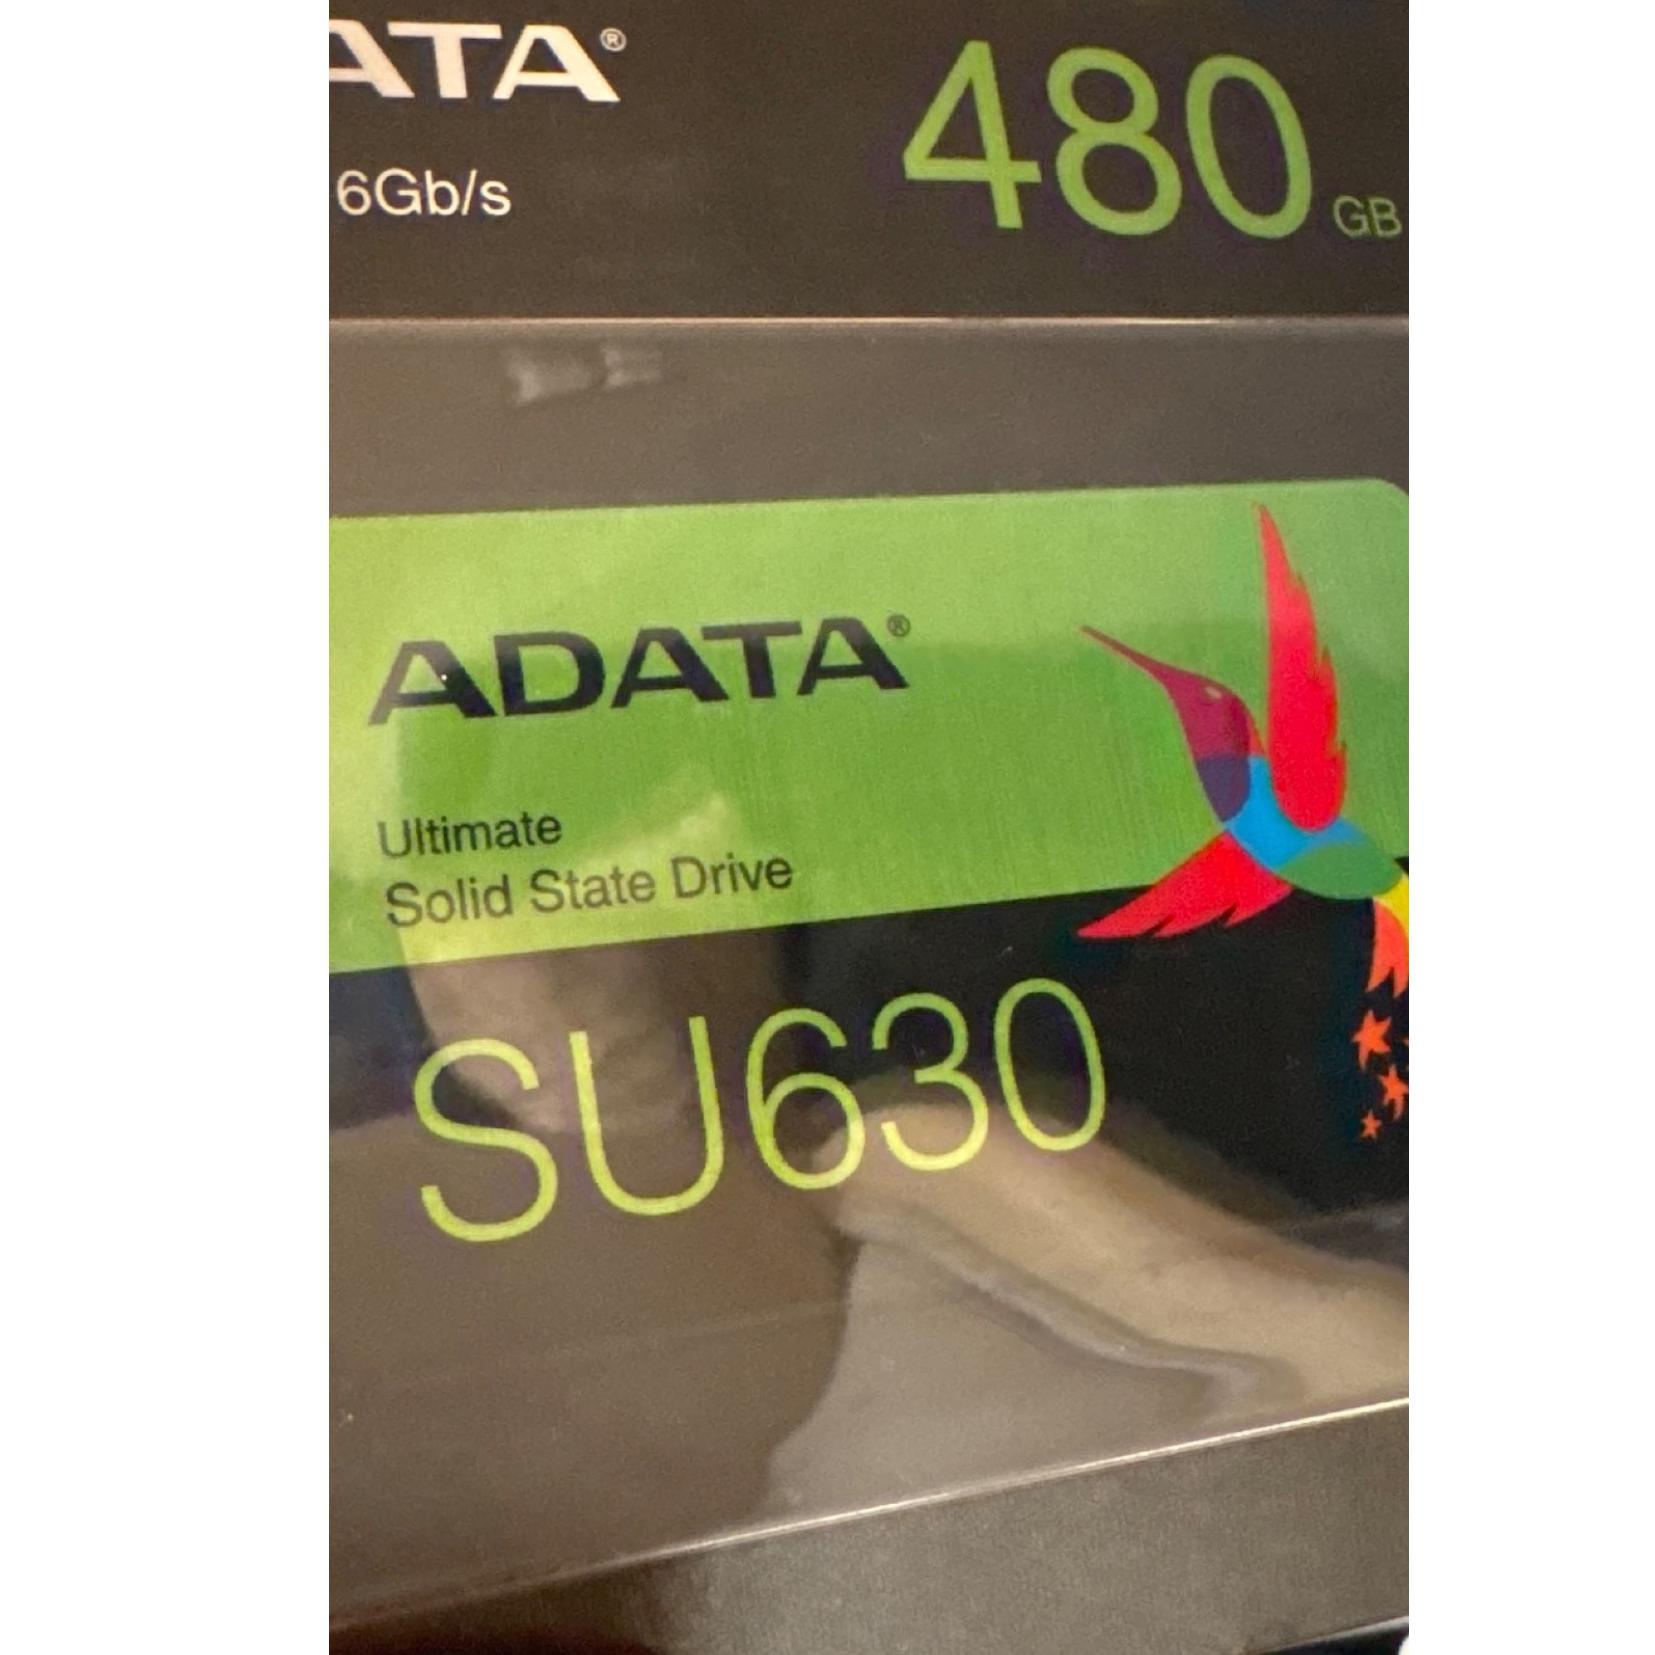 ATA®
480 GB
6Gb/s
ADATA®
Ultimate
Solid State Drive
SU630